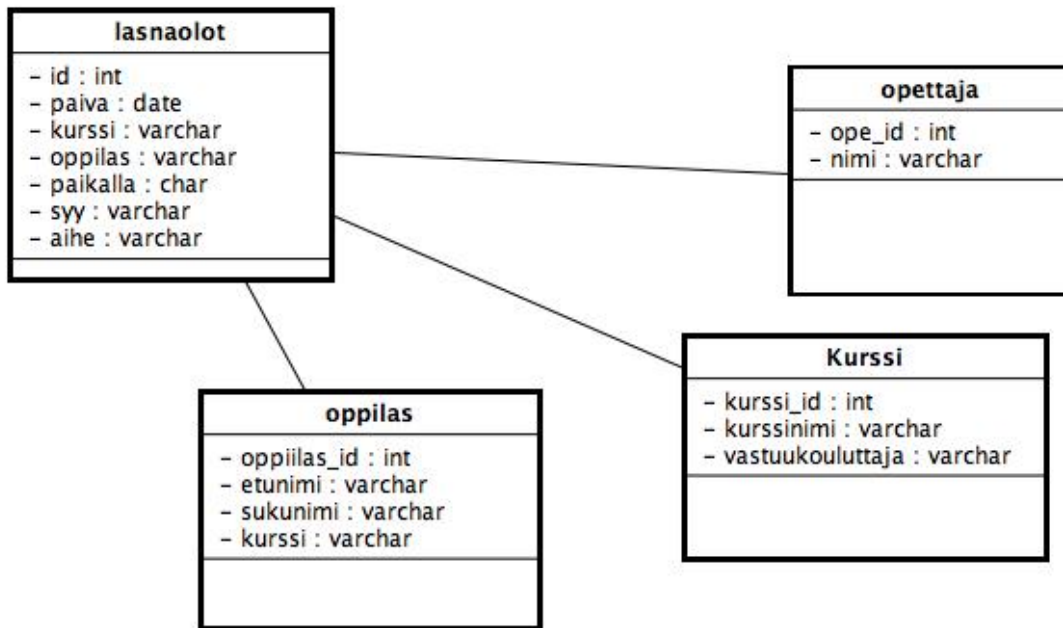 lasnaolot
- id : int
- paiva : date
- kurssi : varchar
- oppilas : varchar
- paikalla : char
- syy : varchar
- aihe : varchar
opettaja
- ope_id : int
- nimi : varchar
Kurssi
- kurssi_id : int
- kurssinimi : varchar
- vastuukouluttaja : varchar
oppilas
- oppiilas_id : int
- etunimi : varchar
- sukunimi : varchar
- kurssi : varchar